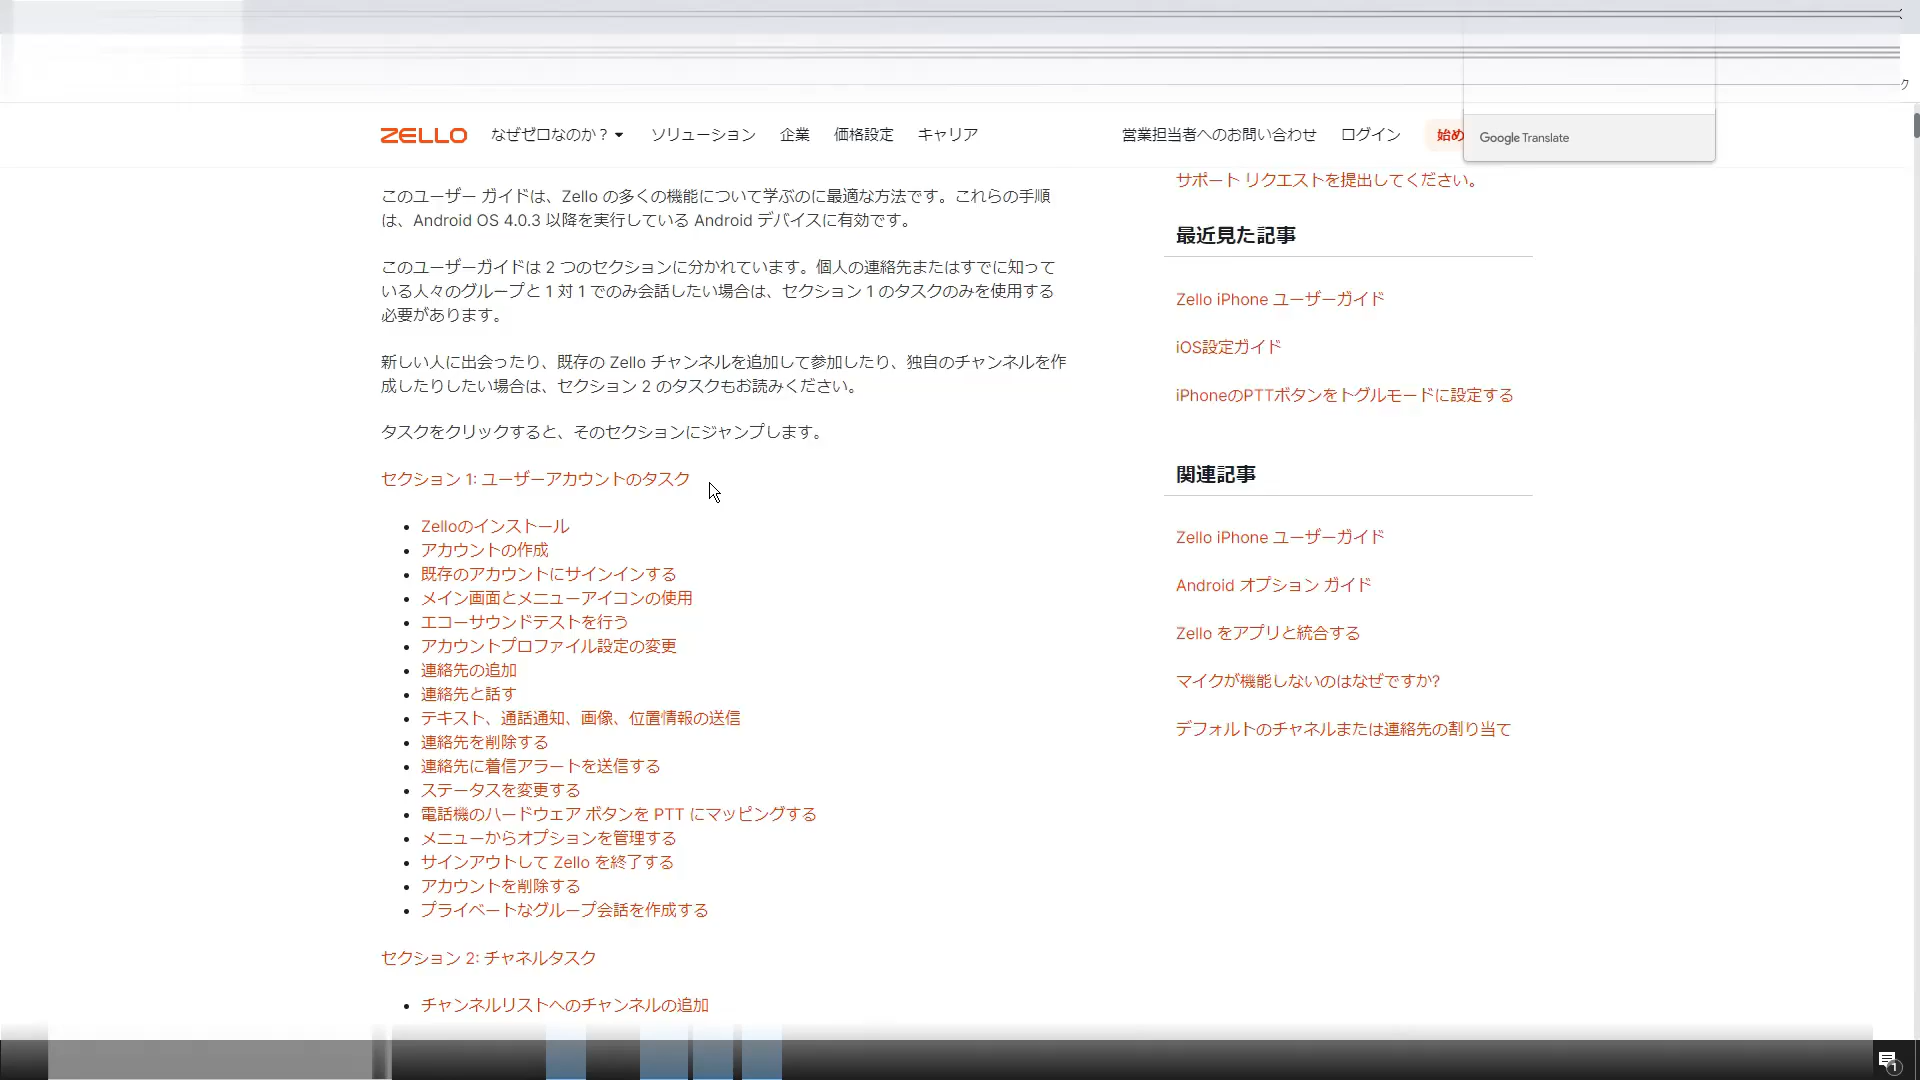 ZELLO なぜゼロなのか？ ソリューション 企業 価格設定 キャリア 営業担当者へのお問い合わせ ログイン 始め
Google Translate
このユーザー ガイドは、Zello の多くの機能について学ぶのに最適な方法です。これらの手順
は、Android OS 4.0.3 以降を実行している Android デバイスに有効です。
このユーザーガイドは 2 つのセクションに分かれています。個人の連絡先またはすでに知って
いる人々のグループと 1 対 1 でのみ会話したい場合は、セクション 1 のタスクのみを使用する
必要があります。
新しい人に出会ったり、既存の Zello チャンネルを追加して参加したり、独自のチャンネルを作
成したりしたい場合は、セクション 2 のタスクもお読みください。
タスクをクリックすると、そのセクションにジャンプします。
セクション 1: ユーザーアカウントのタスク
Zelloのインストール
アカウントの作成
既存のアカウントにサインインする
メイン画面とメニューアイコンの使用
エコーサウンドテストを行う
アカウントプロファイル設定の変更
連絡先の追加
連絡先と話す
テキスト、通話通知、画像、位置情報の送信
連絡先を削除する
連絡先に着信アラートを送信する
ステータスを変更する
電話機のハードウェア ボタンを PTT にマッピングする
メニューからオプションを管理する
サインアウトして Zello を終了する
アカウントを削除する
プライベートなグループ会話を作成する
セクション 2: チャネルタスク
チャンネルリストへのチャンネルの追加
サポート リクエストを提出してください。
最近見た記事
Zello iPhone ユーザーガイド
iOS設定ガイド
iPhoneのPTTボタンをトグルモードに設定する
関連記事
Zello iPhone ユーザーガイド
Android オプション ガイド
Zello をアプリと統合する
マイクが機能しないのはなぜですか?
デフォルトのチャネルまたは連絡先の割り当て
1